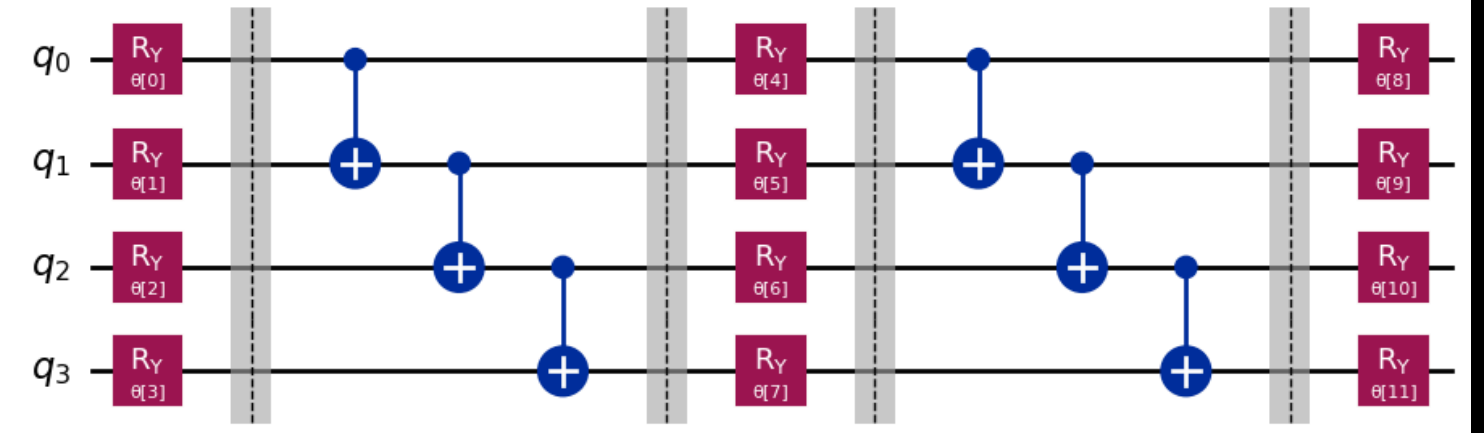 q0 RY θ[0] RY θ[4] RY θ[8]
q1 RY θ[1] RY θ[5] RY θ[9]
q2 RY θ[2] RY θ[6] RY θ[10]
q3 RY θ[3] RY θ[7] RY θ[11]